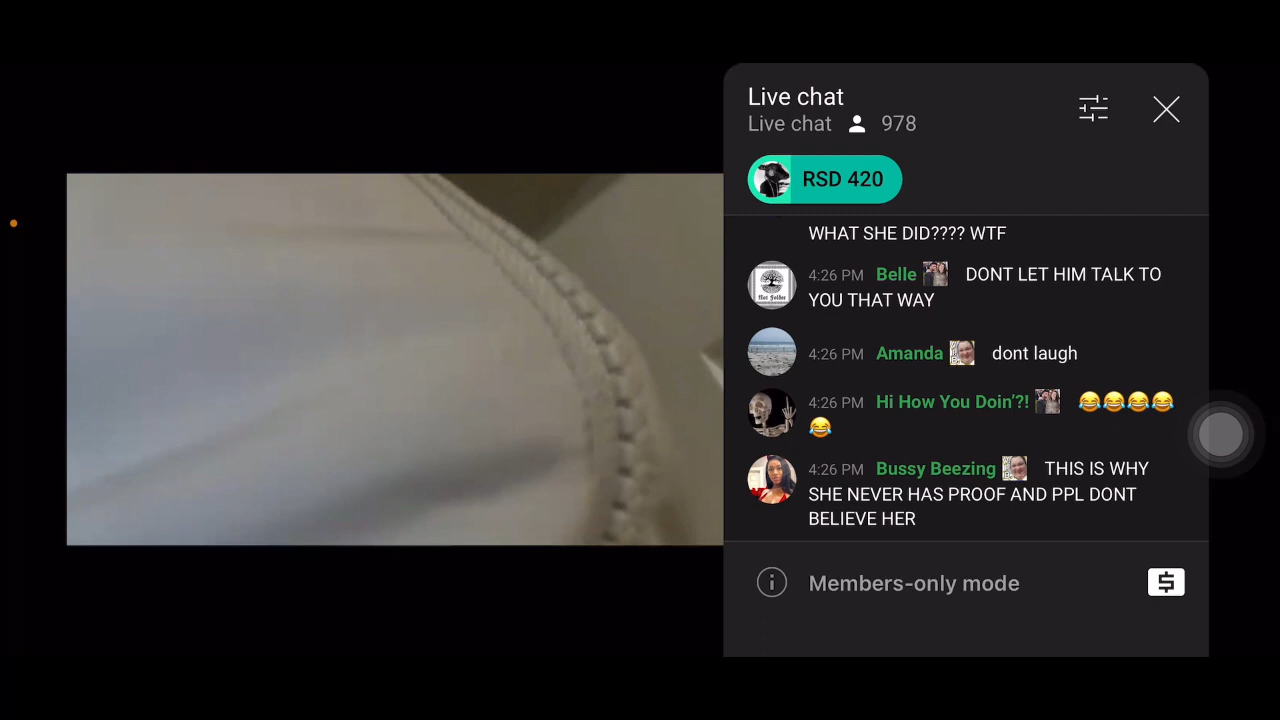 Live chat
Live chat 978
RSD 420
WHAT SHE DID???? WTF
4:26 PM Belle DONT LET HIM TALK TO
YOU THAT WAY
4:26 PM Amanda dont laugh
4:26 PM Hi How You Doin'?! 😂😂😂😂
😂
4:26 PM Bussy Beezing THIS IS WHY
SHE NEVER HAS PROOF AND PPL DONT
BELIEVE HER
Members-only mode